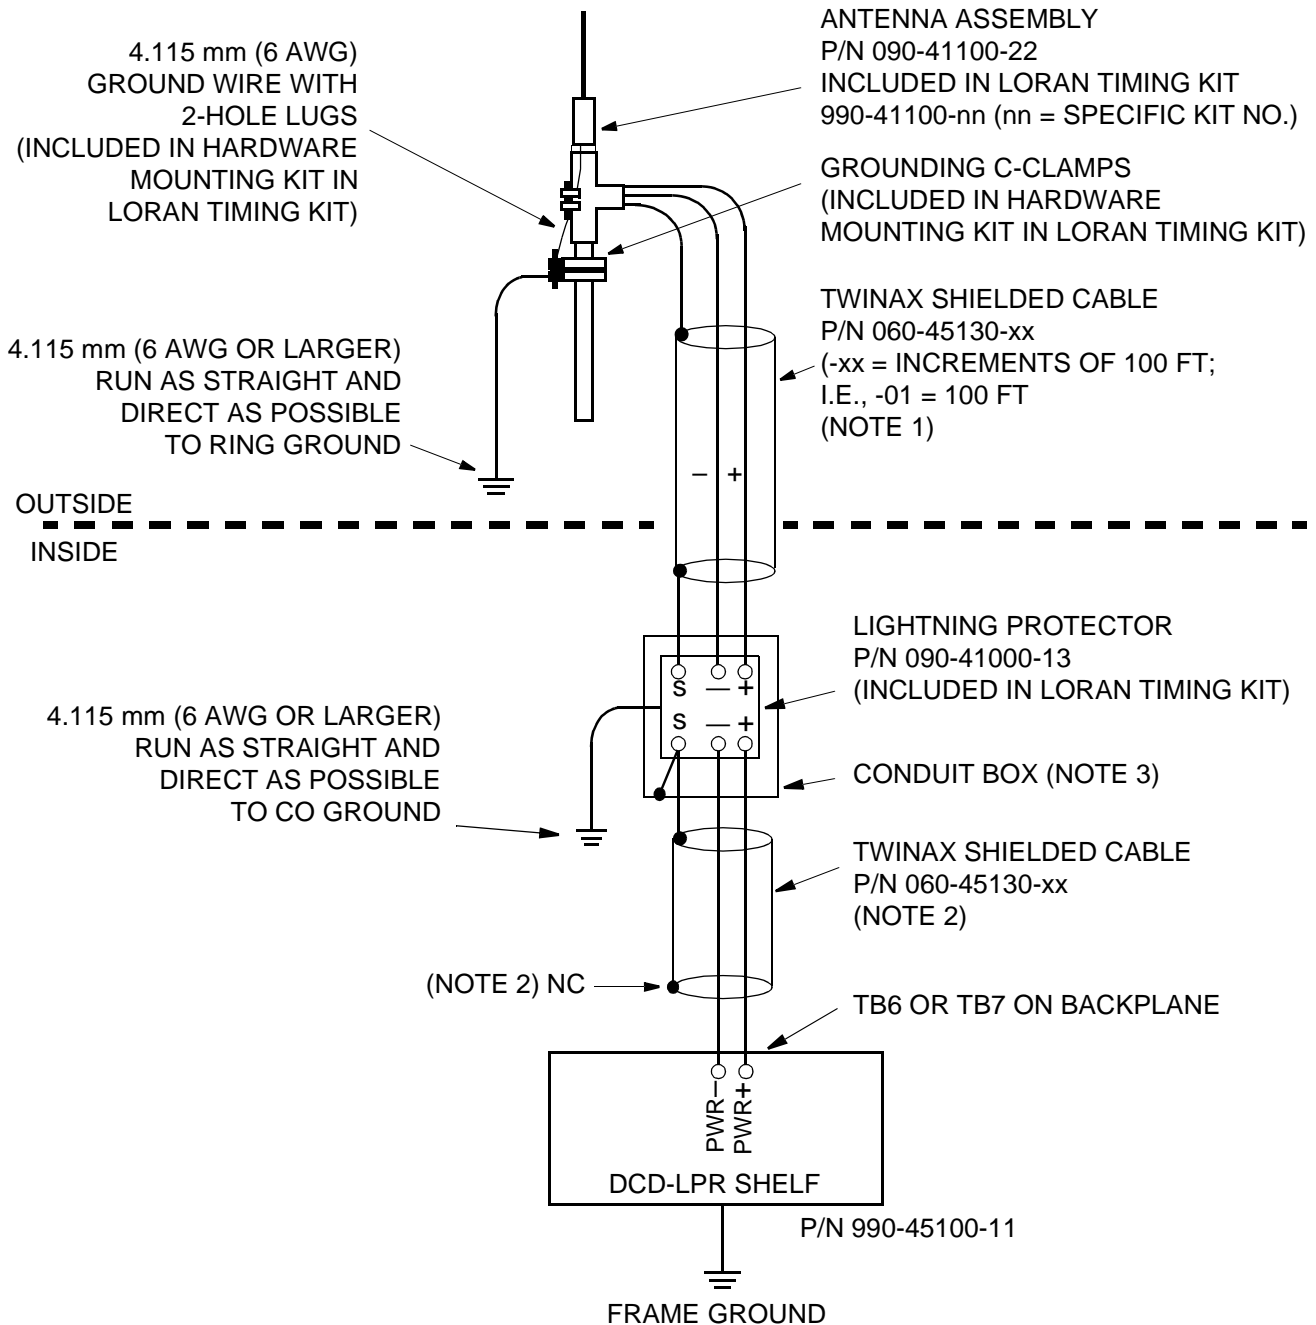 4.115 mm (6 AWG)
GROUND WIRE WITH
2-HOLE LUGS
(INCLUDED IN HARDWARE
MOUNTING KIT IN
LORAN TIMING KIT)
ANTENNA ASSEMBLY
P/N 090-41100-22
INCLUDED IN LORAN TIMING KIT
990-41100-nn (nn = SPECIFIC KIT NO.)
GROUNDING C-CLAMPS
(INCLUDED IN HARDWARE
MOUNTING KIT IN LORAN TIMING KIT)
4.115 mm (6 AWG OR LARGER)
RUN AS STRAIGHT AND
DIRECT AS POSSIBLE
TO RING GROUND
TWINAX SHIELDED CABLE
P/N 060-45130-xx
(-xx = INCREMENTS OF 100 FT;
I.E., -01 = 100 FT
(NOTE 1)
– +
OUTSIDE
INSIDE
LIGHTNING PROTECTOR
P/N 090-41000-13
(INCLUDED IN LORAN TIMING KIT)
S — +
S — +
4.115 mm (6 AWG OR LARGER)
RUN AS STRAIGHT AND
DIRECT AS POSSIBLE
TO CO GROUND
CONDUIT BOX (NOTE 3)
TWINAX SHIELDED CABLE
P/N 060-45130-xx
(NOTE 2)
(NOTE 2) NC
TB6 OR TB7 ON BACKPLANE
PWR–
PWR+
DCD-LPR SHELF
P/N 990-45100-11
FRAME GROUND